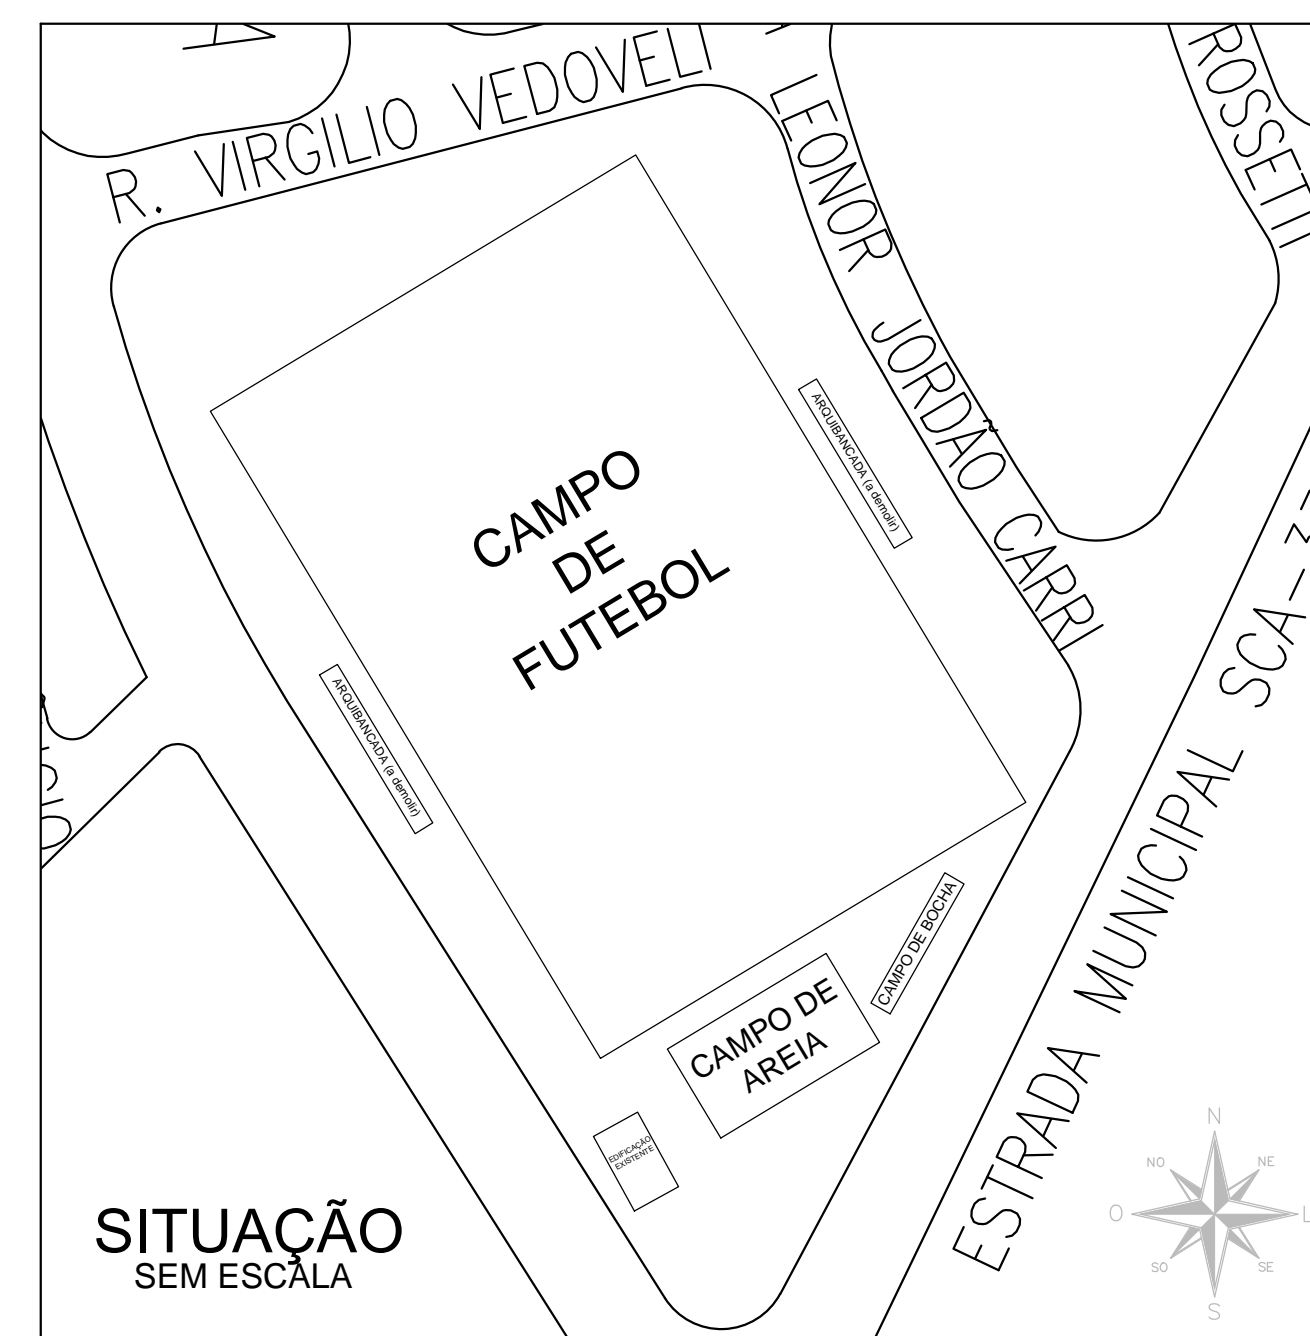 R. VIRGILIO VEDOVELI
LEONOR JORDÃO CARRI
ROSSETI
CAMPO
DE
FUTEBOL
ARQUIBANCADA (a demolir)
ARQUIBANCADA (a demolir)
CAMPO DE BOCHA
CAMPO DE
AREIA
EDIFICAÇÃO
EXISTENTE
ESTRADA MUNICIPAL SCA-
SITUAÇÃO
SEM ESCALA
N
NO
NE
O
L
SO
SE
S